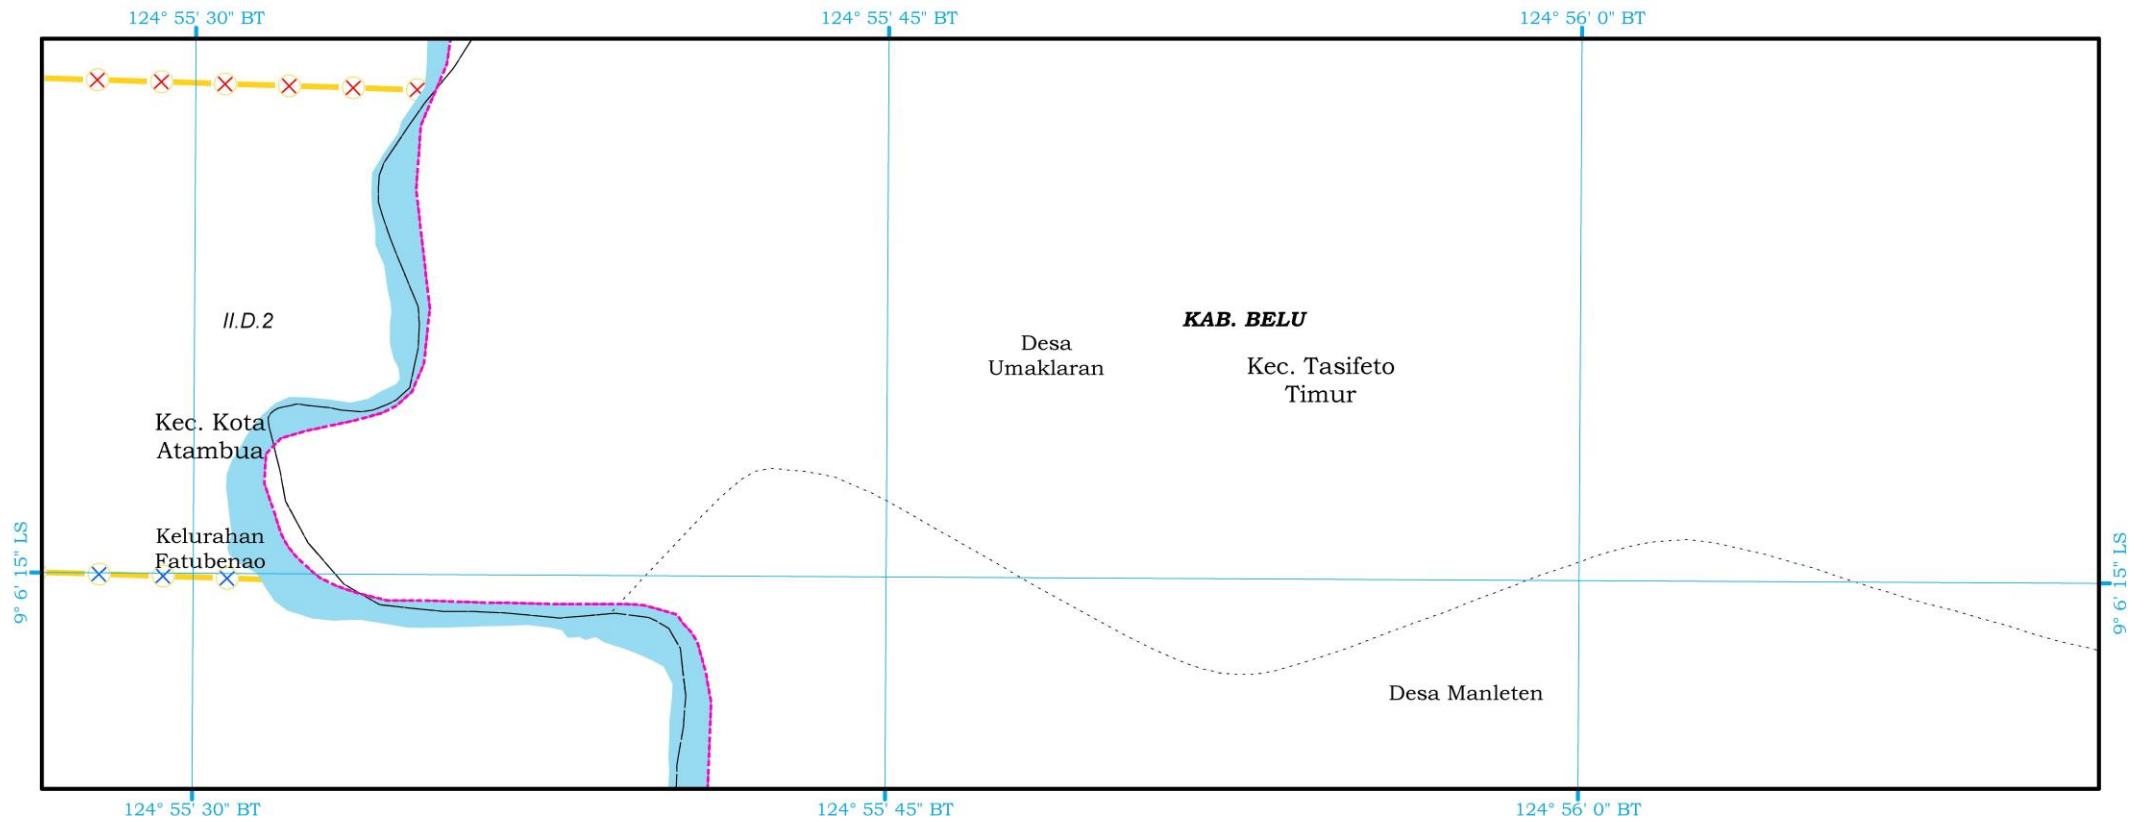 124° 55' 30" BT
124° 55' 45" BT
124° 56' 0" BT
II.D.2
KAB. BELU
Desa
Umaklaran
Kec. Tasifeto
Timur
Kec. Kota
Atambua
Kelurahan
Fatubenao
9° 6' 15" LS
9° 6' 15" LS
Desa Manleten
124° 55' 30" BT
124° 55' 45" BT
124° 56' 0" BT